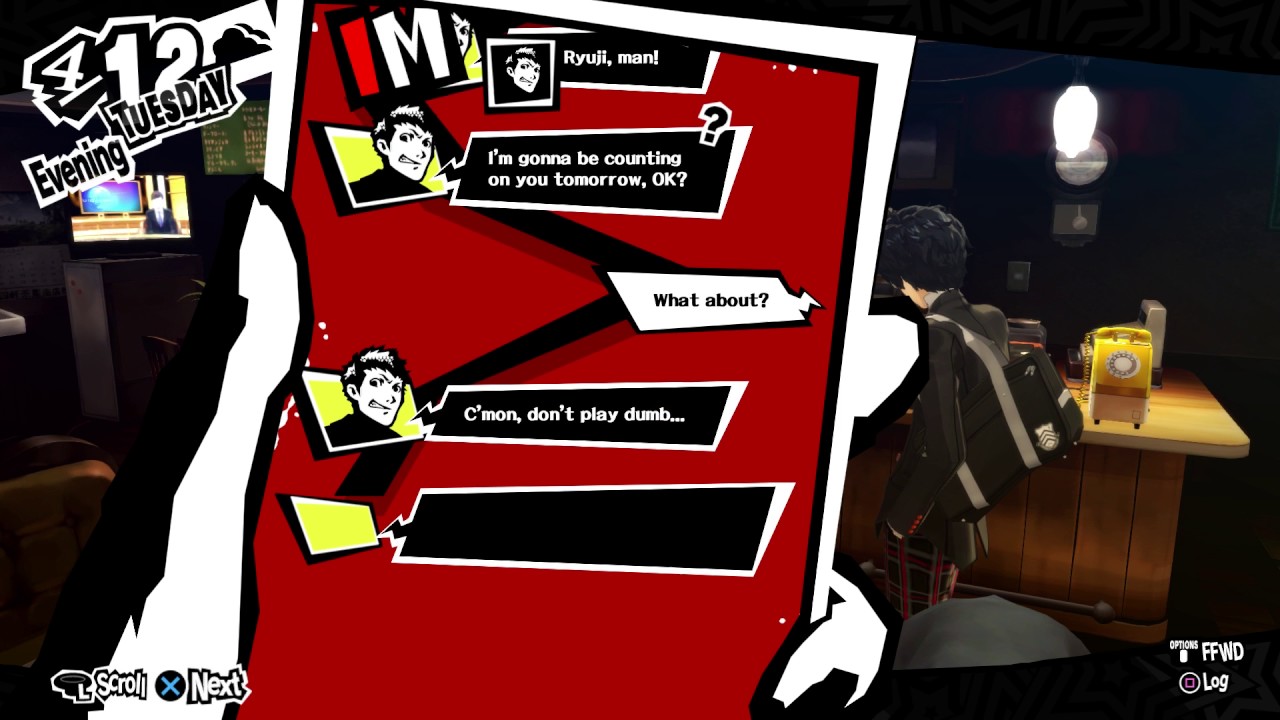 4/12
TUESDAY
Evening
IM
Ryuji, man!
?
I'm gonna be counting
on you tomorrow, OK?
What about?
C'mon, don't play dumb...
L Scroll
Next
OPTIONS FFWD
Log